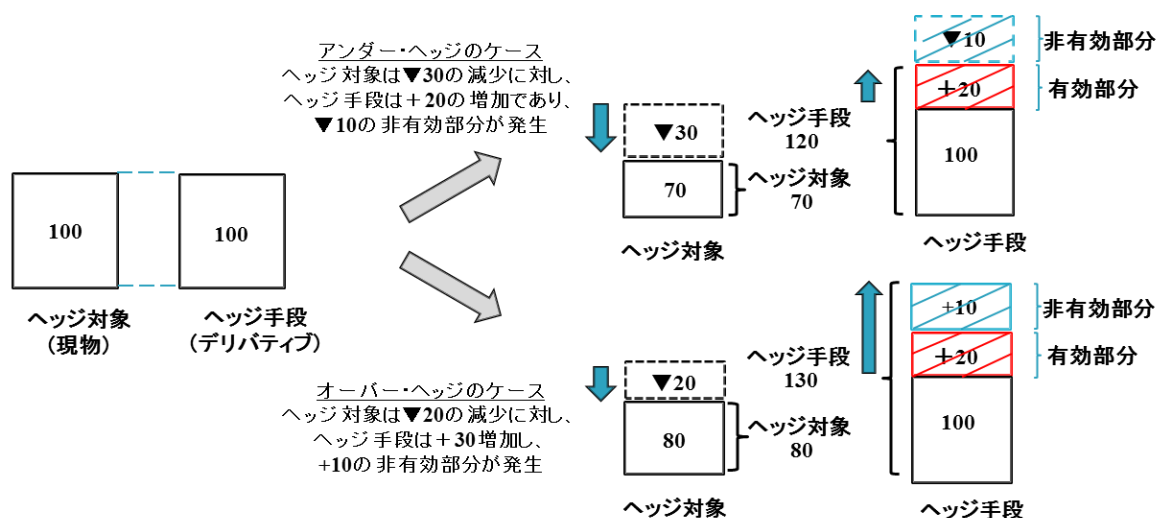 アンダー・ヘッジのケース
ヘッジ対象は▼30の減少に対し、
ヘッジ手段は＋20の増加であり、
▼10の非有効部分が発生
▼30
70
ヘッジ対象
70
ヘッジ対象
ヘッジ手段
120
▼10
非有効部分
＋20
有効部分
100
ヘッジ手段
100
ヘッジ対象
（現物）
100
ヘッジ手段
（デリバティブ）
オーバー・ヘッジのケース
ヘッジ対象は▼20の減少に対し、
ヘッジ手段は＋30増加し、
+10の非有効部分が発生
▼20
80
ヘッジ対象
80
ヘッジ対象
ヘッジ手段
130
+10
非有効部分
＋20
有効部分
100
ヘッジ手段